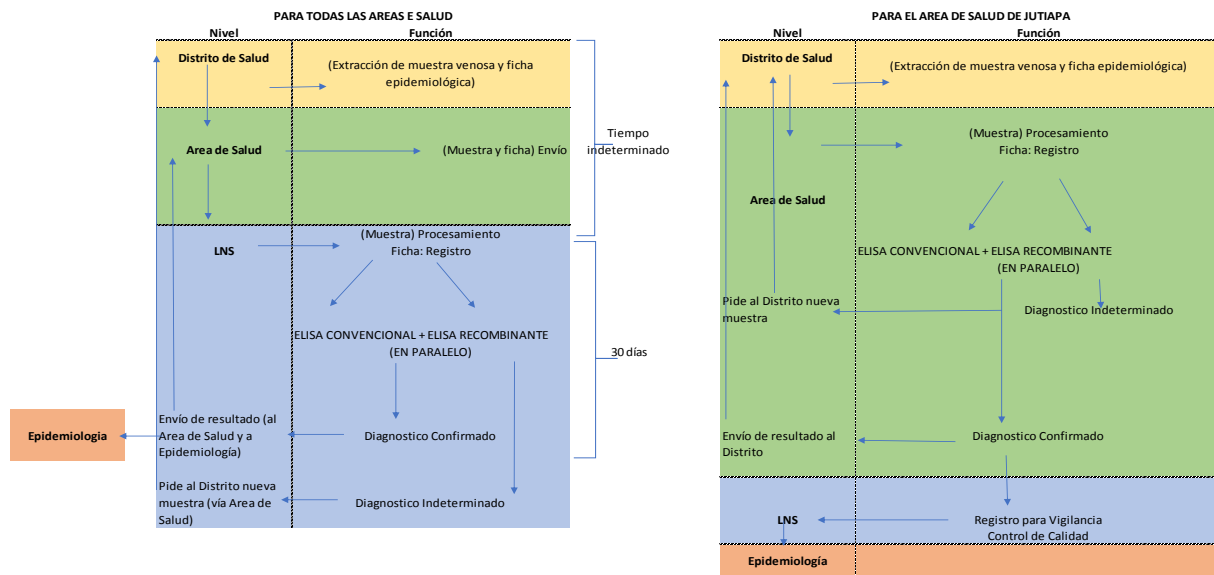 PARA TODAS LAS AREAS E SALUD
Nivel
Función
Distrito de Salud
(Extracción de muestra venosa y ficha
epidemiológica)
Area de Salud
(Muestra y ficha) Envío
Tiempo
indeterminado
LNS
(Muestra) Procesamiento
Ficha: Registro
ELISA CONVENCIONAL + ELISA RECOMBINANTE
(EN PARALELO)
30 días
Epidemiologia
Envío de resultado (al
Area de Salud y a
Epidemiología)
Diagnostico Confirmado
Pide al Distrito nueva
muestra (vía Area de
Salud)
Diagnostico Indeterminado
PARA EL AREA DE SALUD DE JUTIAPA
Nivel
Función
Distrito de Salud
(Extracción de muestra venosa y ficha epidemiológica)
(Muestra) Procesamiento
Ficha: Registro
Area de Salud
ELISA CONVENCIONAL + ELISA RECOMBINANTE
(EN PARALELO)
Pide al Distrito nueva
muestra
Diagnostico Indeterminado
Envío de resultado al
Distrito
Diagnostico Confirmado
LNS
Registro para Vigilancia
Control de Calidad
Epidemiología